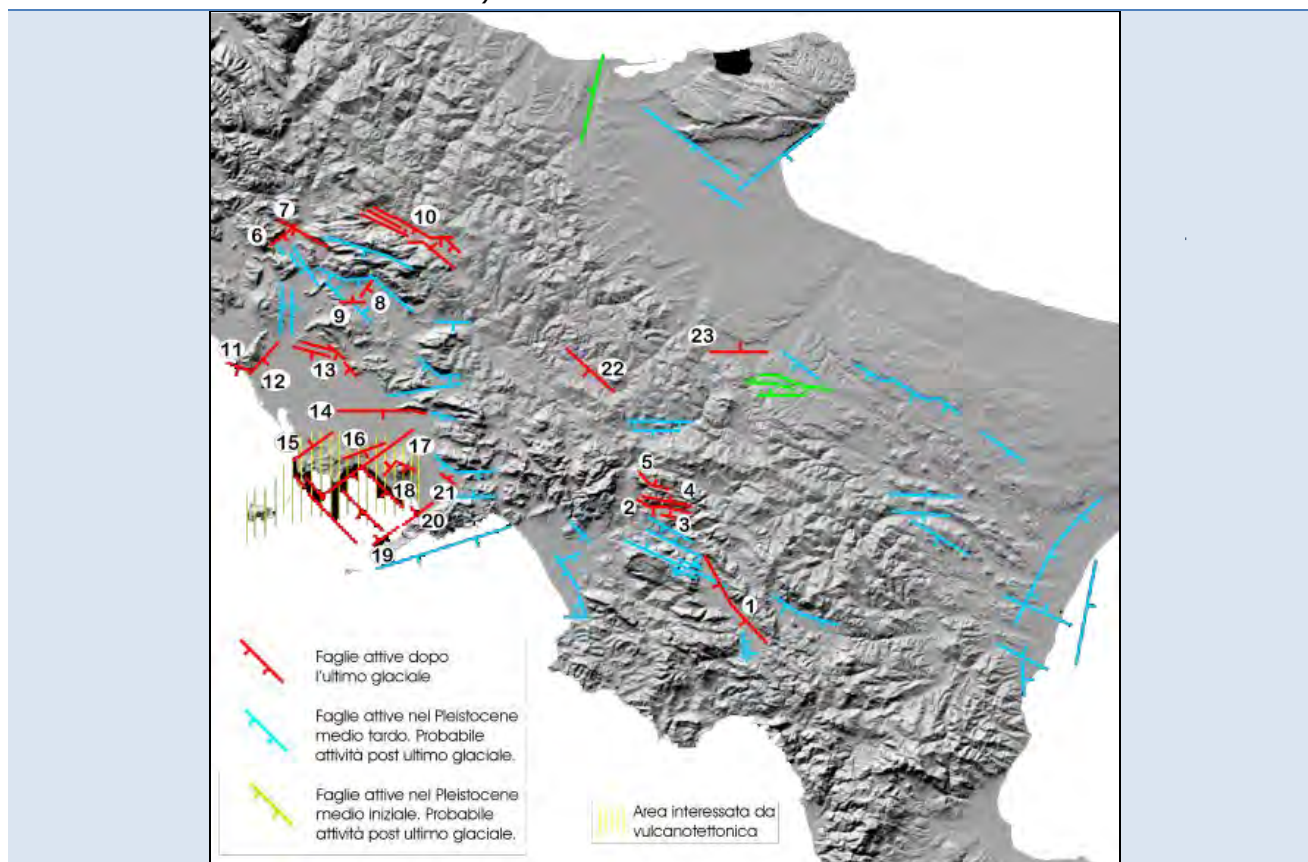 7
10
6
8
9
23
11
22
12
13
14
15
16
17
5
18
21
4
2
20
3
19
1
Faglie attive dopo
l'ultimo glaciale
Faglie attive nel Pleistocene
medio tardo. Probabile
attività post ultimo glaciale.
Faglie attive nel Pleistocene
medio iniziale. Probabile
attività post ultimo glaciale.
Area interessata da
vulcanotettonica